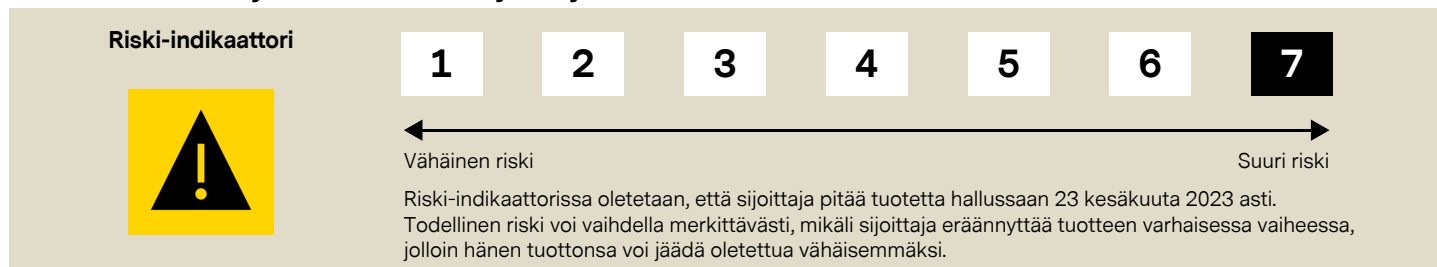 Riski-indikaattori
1 2 3 4 5 6 7
Vähäinen riski Suuri riski
Riski-indikaattorissa oletetaan, että sijoittaja pitää tuotetta hallussaan 23 kesäkuuta 2023 asti.
Todellinen riski voi vaihdella merkittävästi, mikäli sijoittaja eräännyttää tuotteen varhaisessa vaiheessa,
jolloin hänen tuottonsa voi jäädä oletettua vähäisemmäksi.